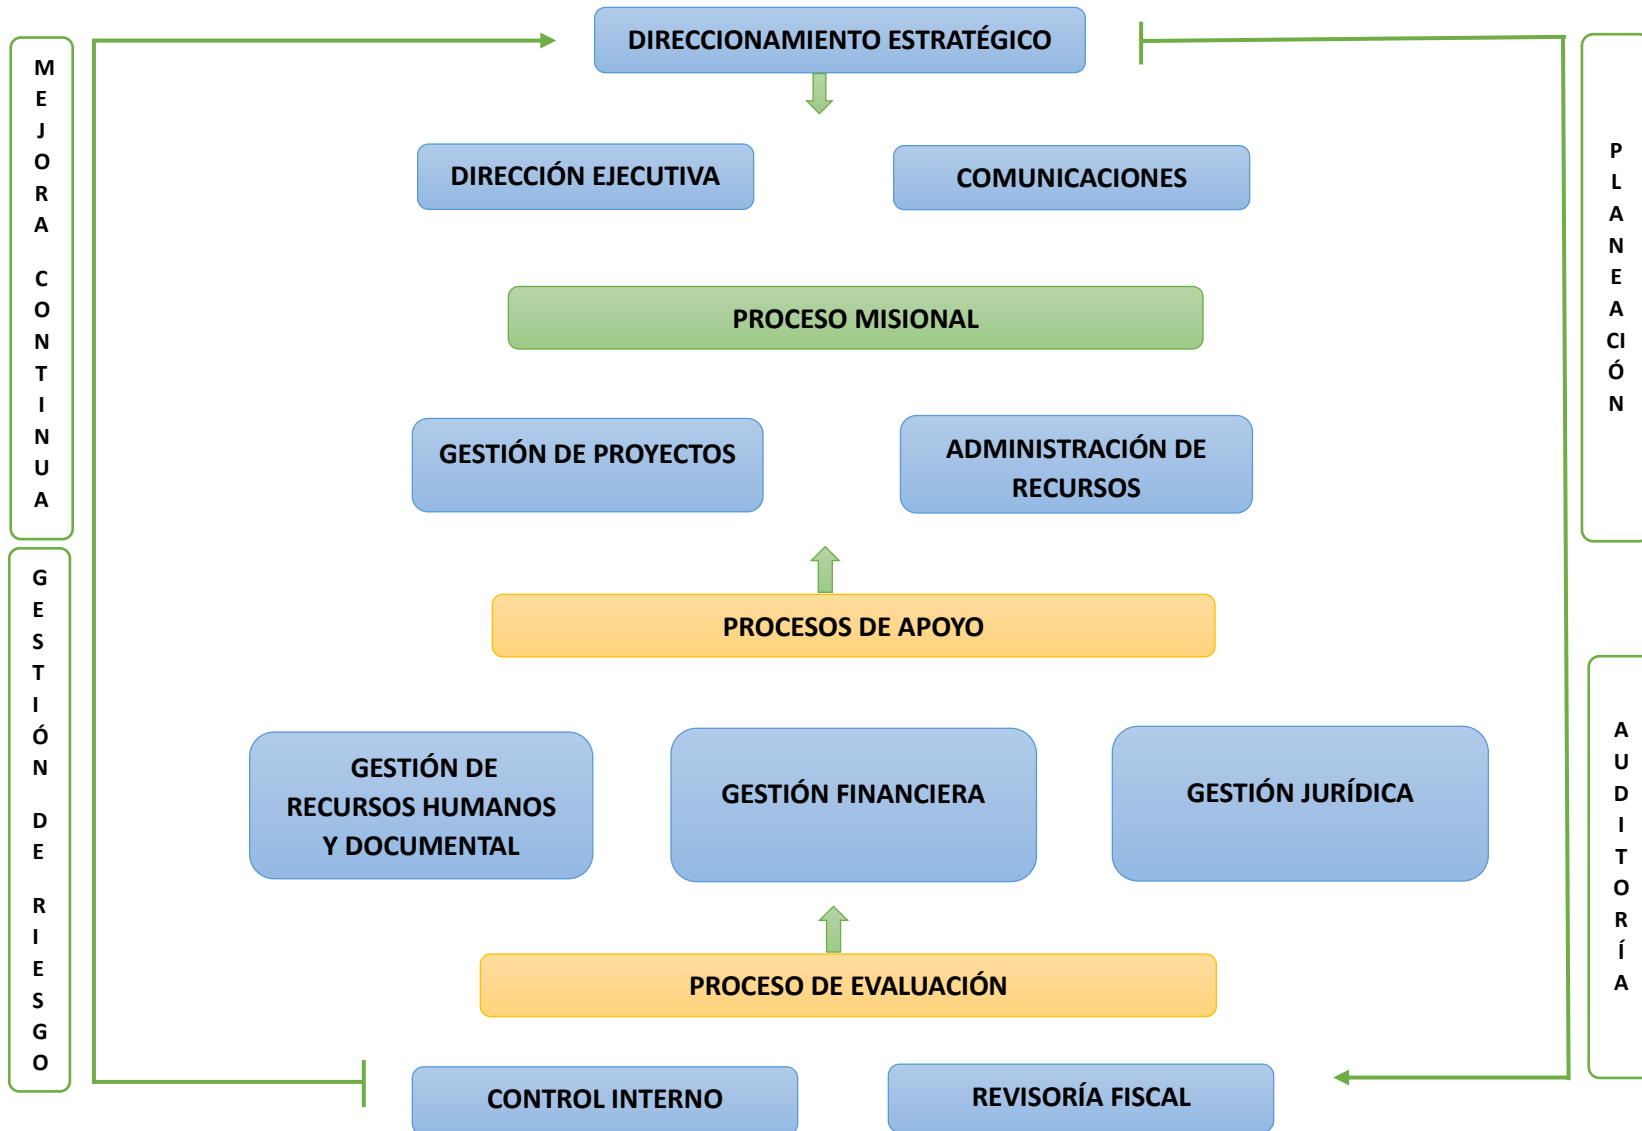 DIRECCIONAMIENTO ESTRATÉGICO
MEJORA CONTINUA
PLANEACIÓN
DIRECCIÓN EJECUTIVA
COMUNICACIONES
PROCESO MISIONAL
GESTIÓN DE PROYECTOS
ADMINISTRACIÓN DE
RECURSOS
GESTIÓN DE RIESGO
PROCESOS DE APOYO
AUDITORÍA
GESTIÓN DE
RECURSOS HUMANOS
Y DOCUMENTAL
GESTIÓN FINANCIERA
GESTIÓN JURÍDICA
PROCESO DE EVALUACIÓN
CONTROL INTERNO
REVISORÍA FISCAL